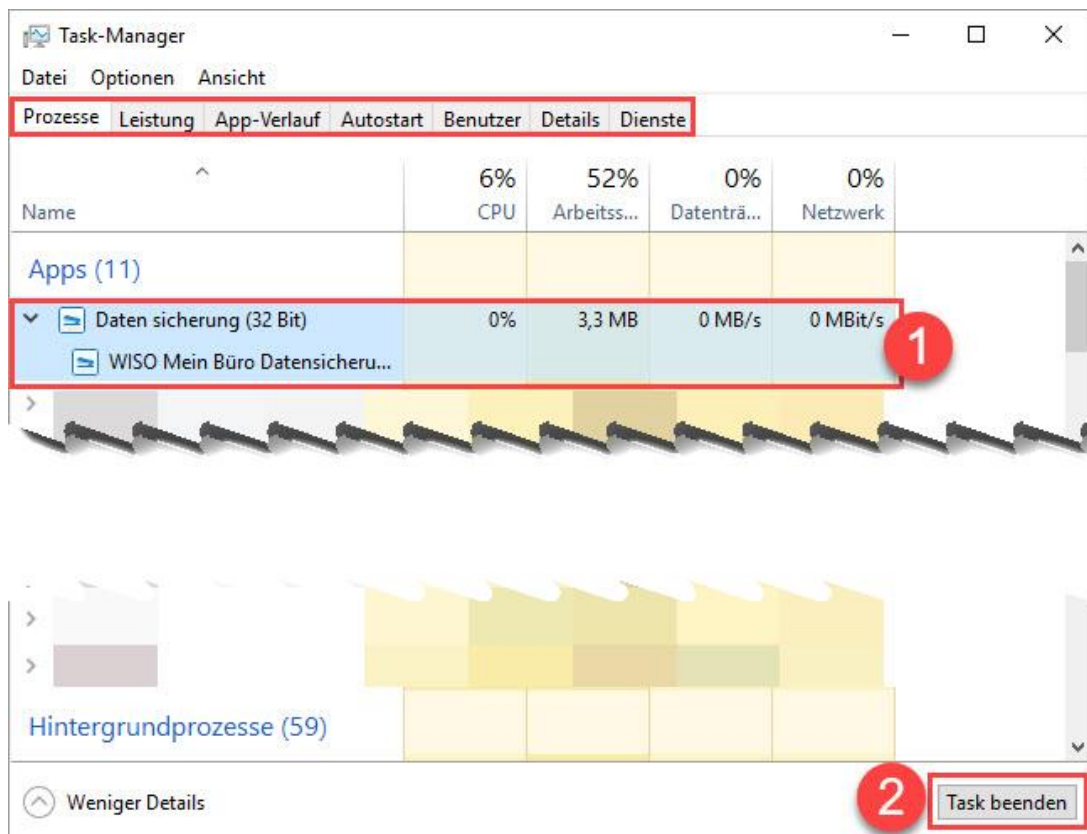 Task-Manager
Datei Optionen Ansicht
Prozesse Leistung App-Verlauf Autostart Benutzer Details Dienste
6% 52% 0% 0%
Name CPU Arbeitss... Datenträ... Netzwerk
Apps (11)
Daten sicherung (32 Bit) 0% 3,3 MB 0 MB/s 0 MBit/s
1
WISO Mein Büro Datensicheru...
Hintergrundprozesse (59)
Weniger Details 2 Task beenden